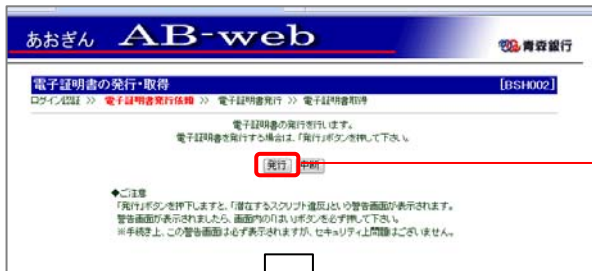 あおぎん AB-web
青森銀行
電子証明書の発行・取得 [BSH002]
ログイン認証 >> 電子証明書発行依頼 >> 電子証明書発行 >> 電子証明書取得
電子証明書の発行を行います。
電子証明書を発行する場合は、「発行」ボタンを押して下さい。
発行 中断
◆ご注意
「発行」ボタンを押下しますと、「潜在するスクリプト違反」という警告画面が表示されます。
警告画面が表示されましたら、画面内の「はい」ボタンを必ず押して下さい。
※手続き上、この警告画面は必ず表示されますが、セキュリティ上問題はございません。